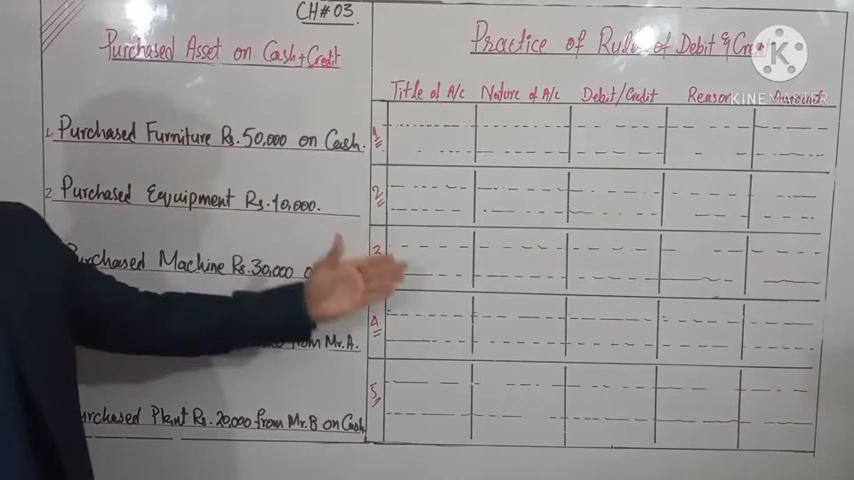 CH# 03.
Purchased Asset on Cash + Credit
Practice of Rules of Debit & Credit
Title of A/c Nature of A/c Debit/Credit Reason Amount
1. Purchased Furniture Rs. 50,000 on Cash.
2. Purchased Equipment Rs. 10,000.
Purchased Machine Rs. 30,000
from Mr. A.
Purchased Plant Rs. 20,000 from Mr. B on Cash
1
2
3
4
5
K
KINEMASTER